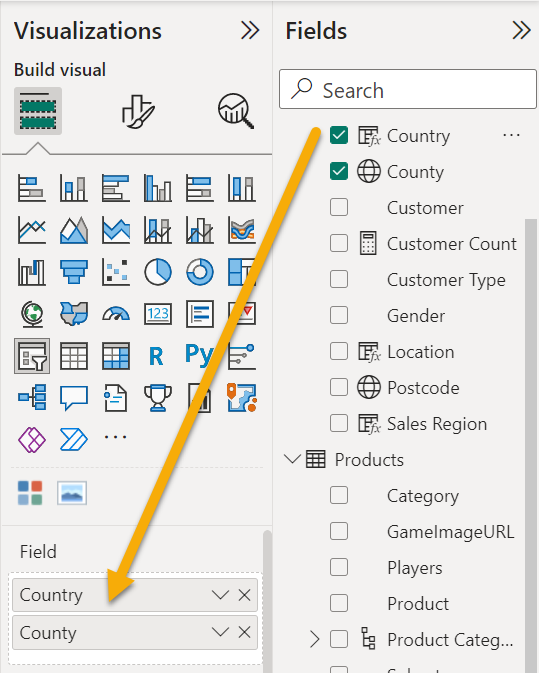 Visualizations
Build visual
123
R
Py
Field
Country
County
Fields
Search
Country
County
Customer
Customer Count
Customer Type
Gender
Location
Postcode
Sales Region
Products
Category
GameImageURL
Players
Product
Product Categ...